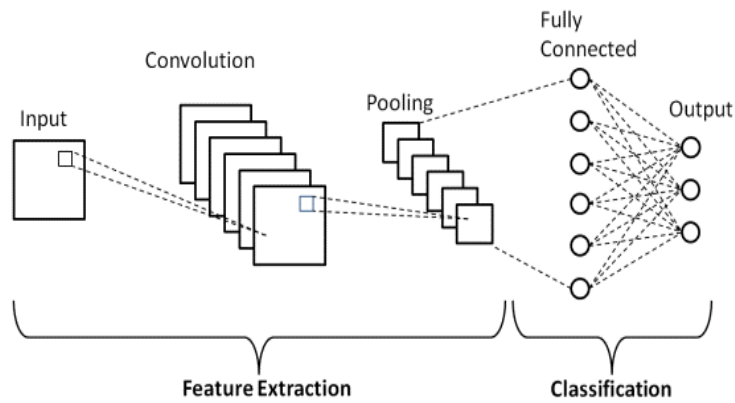 Input
Convolution
Pooling
Fully
Connected
Output
Feature Extraction
Classification